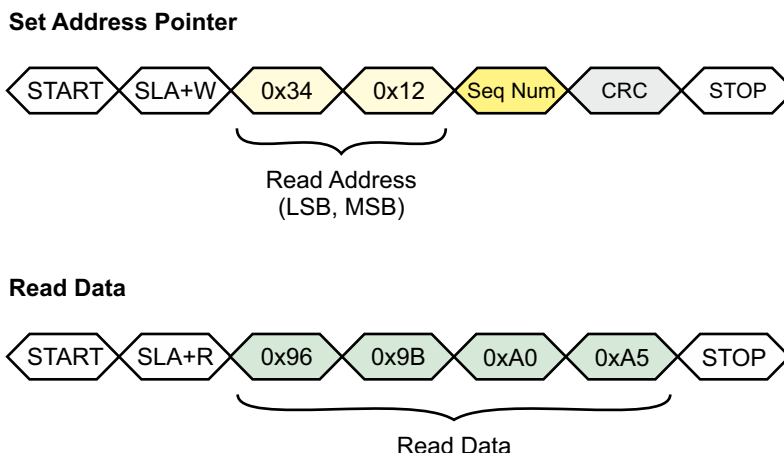 Set Address Pointer
START SLA+W 0x34 0x12 Seq Num CRC STOP
Read Address
(LSB, MSB)
Read Data
START SLA+R 0x96 0x9B 0xA0 0xA5 STOP
Read Data